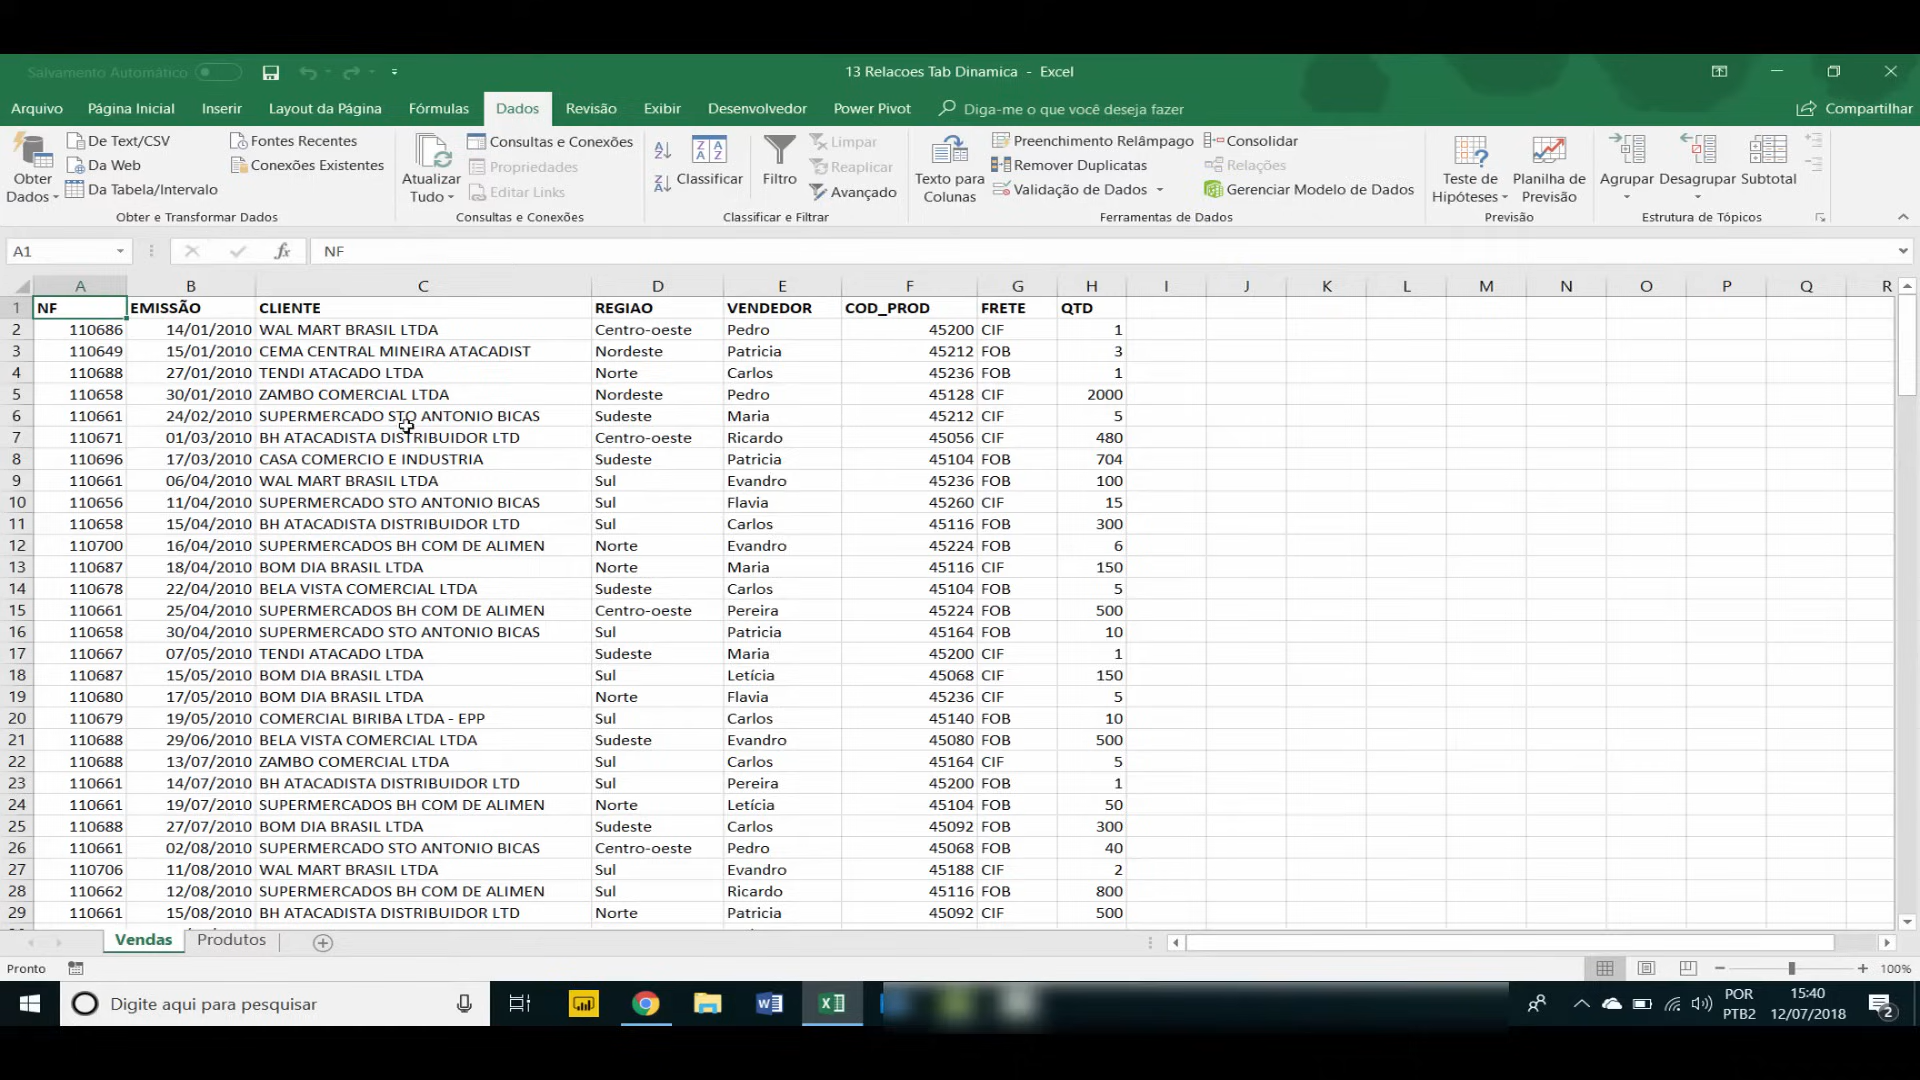 Salvamento Automático
13 Relacoes Tab Dinamica - Excel
Arquivo Página Inicial Inserir Layout da Página Fórmulas Dados Revisão Exibir Desenvolvedor Power Pivot Diga-me o que você deseja fazer Compartilhar
Obter Dados
De Text/CSV
Da Web
Da Tabela/Intervalo
Fontes Recentes
Conexões Existentes
Obter e Transformar Dados
Atualizar Tudo
Consultas e Conexões
Propriedades
Editar Links
Consultas e Conexões
Classificar
Filtro
Limpar
Reaplicar
Avançado
Classificar e Filtrar
Texto para Colunas
Preenchimento Relâmpago
Remover Duplicatas
Validação de Dados
Consolidar
Relações
Gerenciar Modelo de Dados
Ferramentas de Dados
Teste de Hipóteses
Planilha de Previsão
Previsão
Agrupar
Desagrupar
Subtotal
Estrutura de Tópicos
A1 fx NF
A B C D E F G H I J K L M N O P Q R
1 NF EMISSÃO CLIENTE REGIAO VENDEDOR COD_PROD FRETE QTD
2 110686 14/01/2010 WAL MART BRASIL LTDA Centro-oeste Pedro 45200 CIF 1
3 110649 15/01/2010 CEMA CENTRAL MINEIRA ATACADIST Nordeste Patricia 45212 FOB 3
4 110688 27/01/2010 TENDI ATACADO LTDA Norte Carlos 45236 FOB 1
5 110658 30/01/2010 ZAMBO COMERCIAL LTDA Nordeste Pedro 45128 CIF 2000
6 110661 24/02/2010 SUPERMERCADO STO ANTONIO BICAS Sudeste Maria 45212 CIF 5
7 110671 01/03/2010 BH ATACADISTA DISTRIBUIDOR LTD Centro-oeste Ricardo 45056 CIF 480
8 110696 17/03/2010 CASA COMERCIO E INDUSTRIA Sudeste Patricia 45104 FOB 704
9 110661 06/04/2010 WAL MART BRASIL LTDA Sul Evandro 45236 FOB 100
10 110656 11/04/2010 SUPERMERCADO STO ANTONIO BICAS Sul Flavia 45260 CIF 15
11 110658 15/04/2010 BH ATACADISTA DISTRIBUIDOR LTD Sul Carlos 45116 FOB 300
12 110700 16/04/2010 SUPERMERCADOS BH COM DE ALIMEN Norte Evandro 45224 FOB 6
13 110687 18/04/2010 BOM DIA BRASIL LTDA Norte Maria 45116 CIF 150
14 110678 22/04/2010 BELA VISTA COMERCIAL LTDA Sudeste Carlos 45104 FOB 5
15 110661 25/04/2010 SUPERMERCADOS BH COM DE ALIMEN Centro-oeste Pereira 45224 FOB 500
16 110658 30/04/2010 SUPERMERCADO STO ANTONIO BICAS Sul Patricia 45164 FOB 10
17 110667 07/05/2010 TENDI ATACADO LTDA Sudeste Maria 45200 CIF 1
18 110687 15/05/2010 BOM DIA BRASIL LTDA Sul Letícia 45068 CIF 150
19 110680 17/05/2010 BOM DIA BRASIL LTDA Norte Flavia 45236 CIF 5
20 110679 19/05/2010 COMERCIAL BIRIBA LTDA - EPP Sul Carlos 45140 FOB 10
21 110688 29/06/2010 BELA VISTA COMERCIAL LTDA Sudeste Evandro 45080 FOB 500
22 110688 13/07/2010 ZAMBO COMERCIAL LTDA Sul Carlos 45164 FOB 5
23 110661 14/07/2010 BH ATACADISTA DISTRIBUIDOR LTD Sul Pereira 45200 FOB 1
24 110661 19/07/2010 SUPERMERCADOS BH COM DE ALIMEN Norte Letícia 45104 FOB 50
25 110688 27/07/2010 BOM DIA BRASIL LTDA Sudeste Carlos 45092 FOB 300
26 110661 02/08/2010 SUPERMERCADO STO ANTONIO BICAS Centro-oeste Pedro 45068 FOB 40
27 110706 11/08/2010 WAL MART BRASIL LTDA Sul Evandro 45188 CIF 2
28 110662 12/08/2010 SUPERMERCADOS BH COM DE ALIMEN Sul Ricardo 45116 FOB 800
29 110661 15/08/2010 BH ATACADISTA DISTRIBUIDOR LTD Norte Patricia 45092 CIF 500
Vendas Produtos
Pronto 100%
Digite aqui para pesquisar
POR
PTB2
15:40
12/07/2018
2